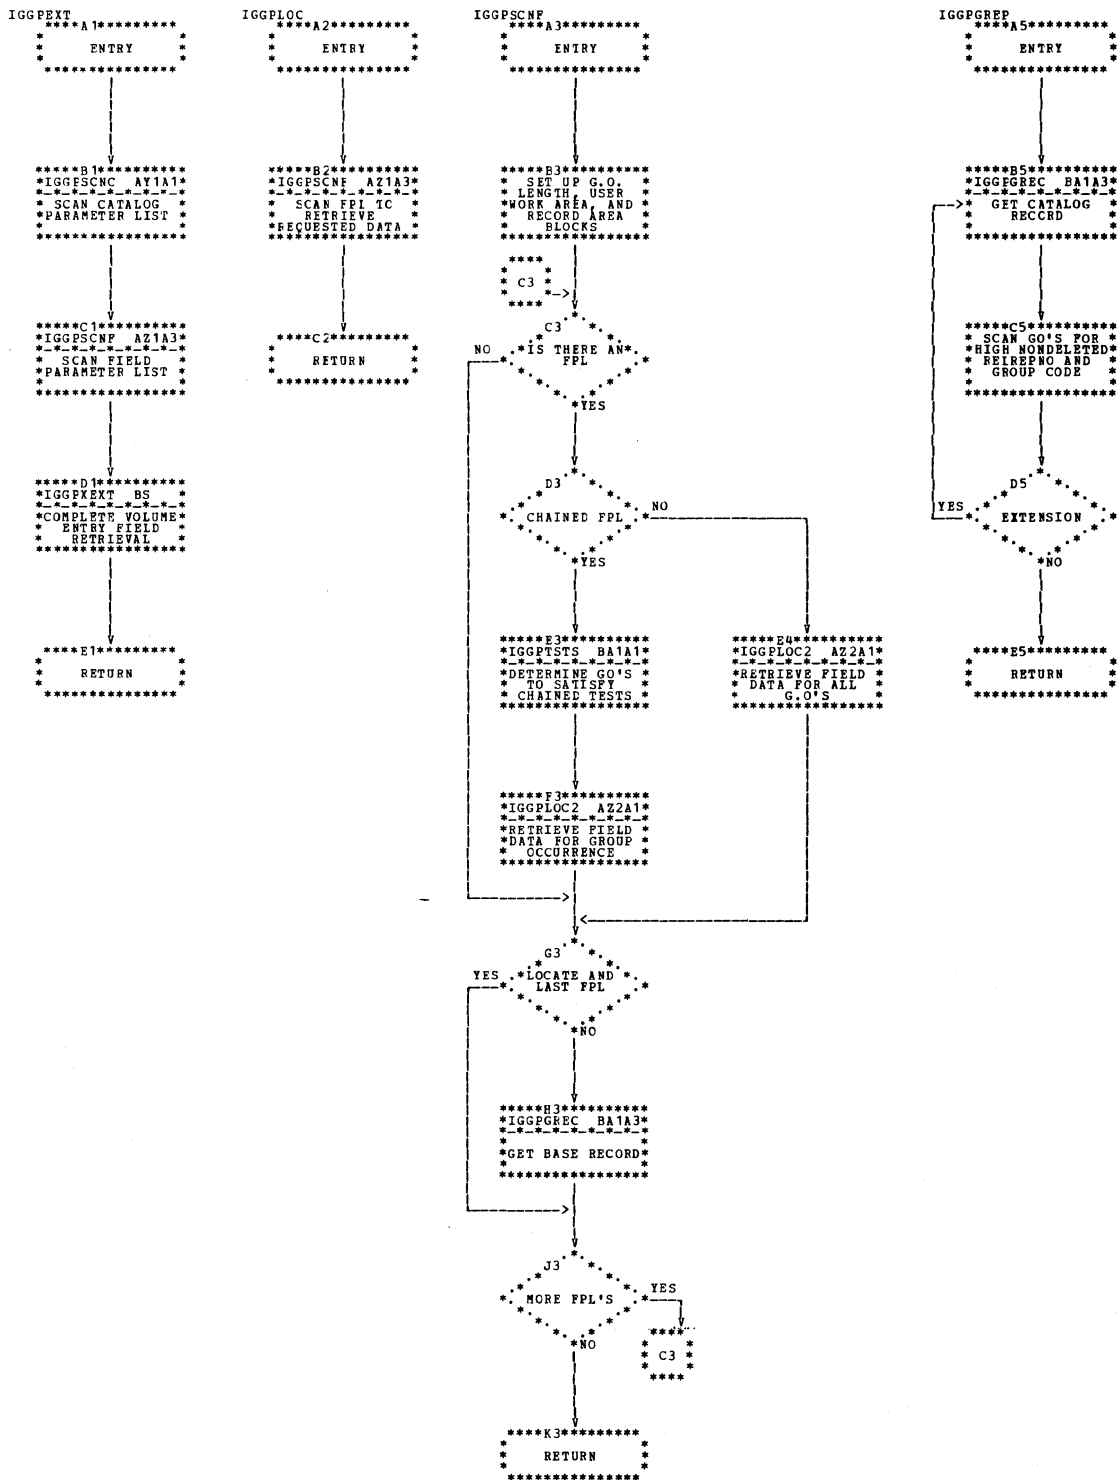 IGGPEXT
A1
ENTRY
B1
IGGPSCNC AY1A1
SCAN CATALOG
PARAMETER LIST
C1
IGGPSCNF AZ1A3
SCAN FIELD
PARAMETER LIST
D1
IGGPXEXT BS
COMPLETE VOLUME
ENTRY FIELD
RETRIEVAL
E1
RETURN
IGGPLOC
A2
ENTRY
B2
IGGPSCNF AZ1A3
SCAN FPL TC
RETRIEVE
REQUESTED DATA
C2
RETURN
IGGPSCNF
A3
ENTRY
B3
SET UP G.O.
LENGTH, USER
WORK AREA, AND
RECORD AREA
BLOCKS
C3
C3
IS THERE AN
FPL
NO
YES
D3
CHAINED FPL
NO
YES
E3
IGGPTSTS BA1A1
DETERMINE GO'S
TO SATISFY
CHAINED TESTS
E4
IGGPLOC2 AZ2A1
RETRIEVE FIELD
DATA FOR ALL
G.O'S
F3
IGGPLOC2 AZ2A1
RETRIEVE FIELD
DATA FOR GROUP
OCCURRENCE
G3
LOCATE AND
LAST FPL
YES
NO
H3
IGGPGREC BA1A3
GET BASE RECORD
J3
MORE FPL'S
YES
C3
NO
K3
RETURN
IGGPGREP
A5
ENTRY
B5
IGGPGREC BA1A3
GET CATALOG
RECCRD
C5
SCAN GO'S FOR
HIGH NONDELETED
RELREPNO AND
GROUP CODE
D5
EXTENSION
YES
NO
E5
RETURN